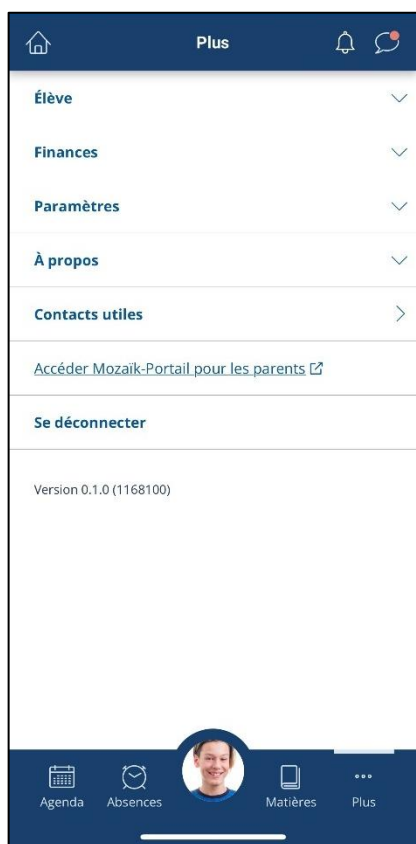 Plus
Élève
Finances
Paramètres
À propos
Contacts utiles
Accéder Mozaïk-Portail pour les parents
Se déconnecter
Version 0.1.0 (1168100)
Agenda Absences Matières Plus